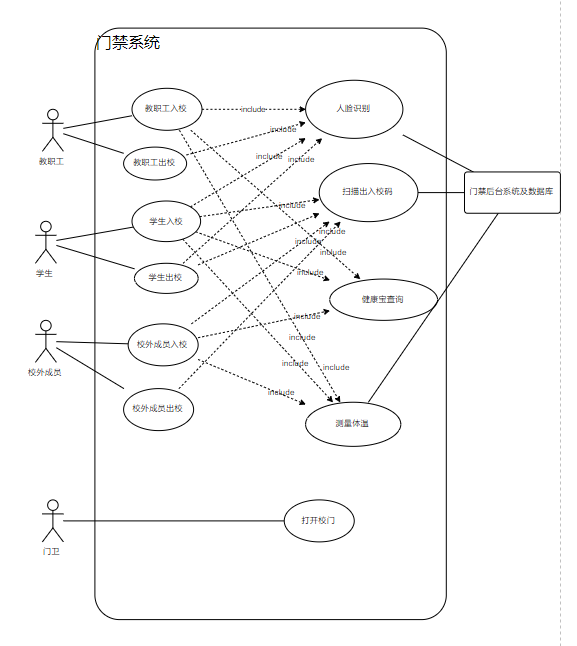 门禁系统
教职工入校
include
人脸识别
include
教职工
教职工出校
include
include
扫描出入校码
门禁后台系统及数据库
include
学生入校
include
include
include
学生
学生出校
include
健康宝查询
include
校外成员入校
include
校外成员
include
include
include
校外成员出校
测量体温
打开校门
门卫